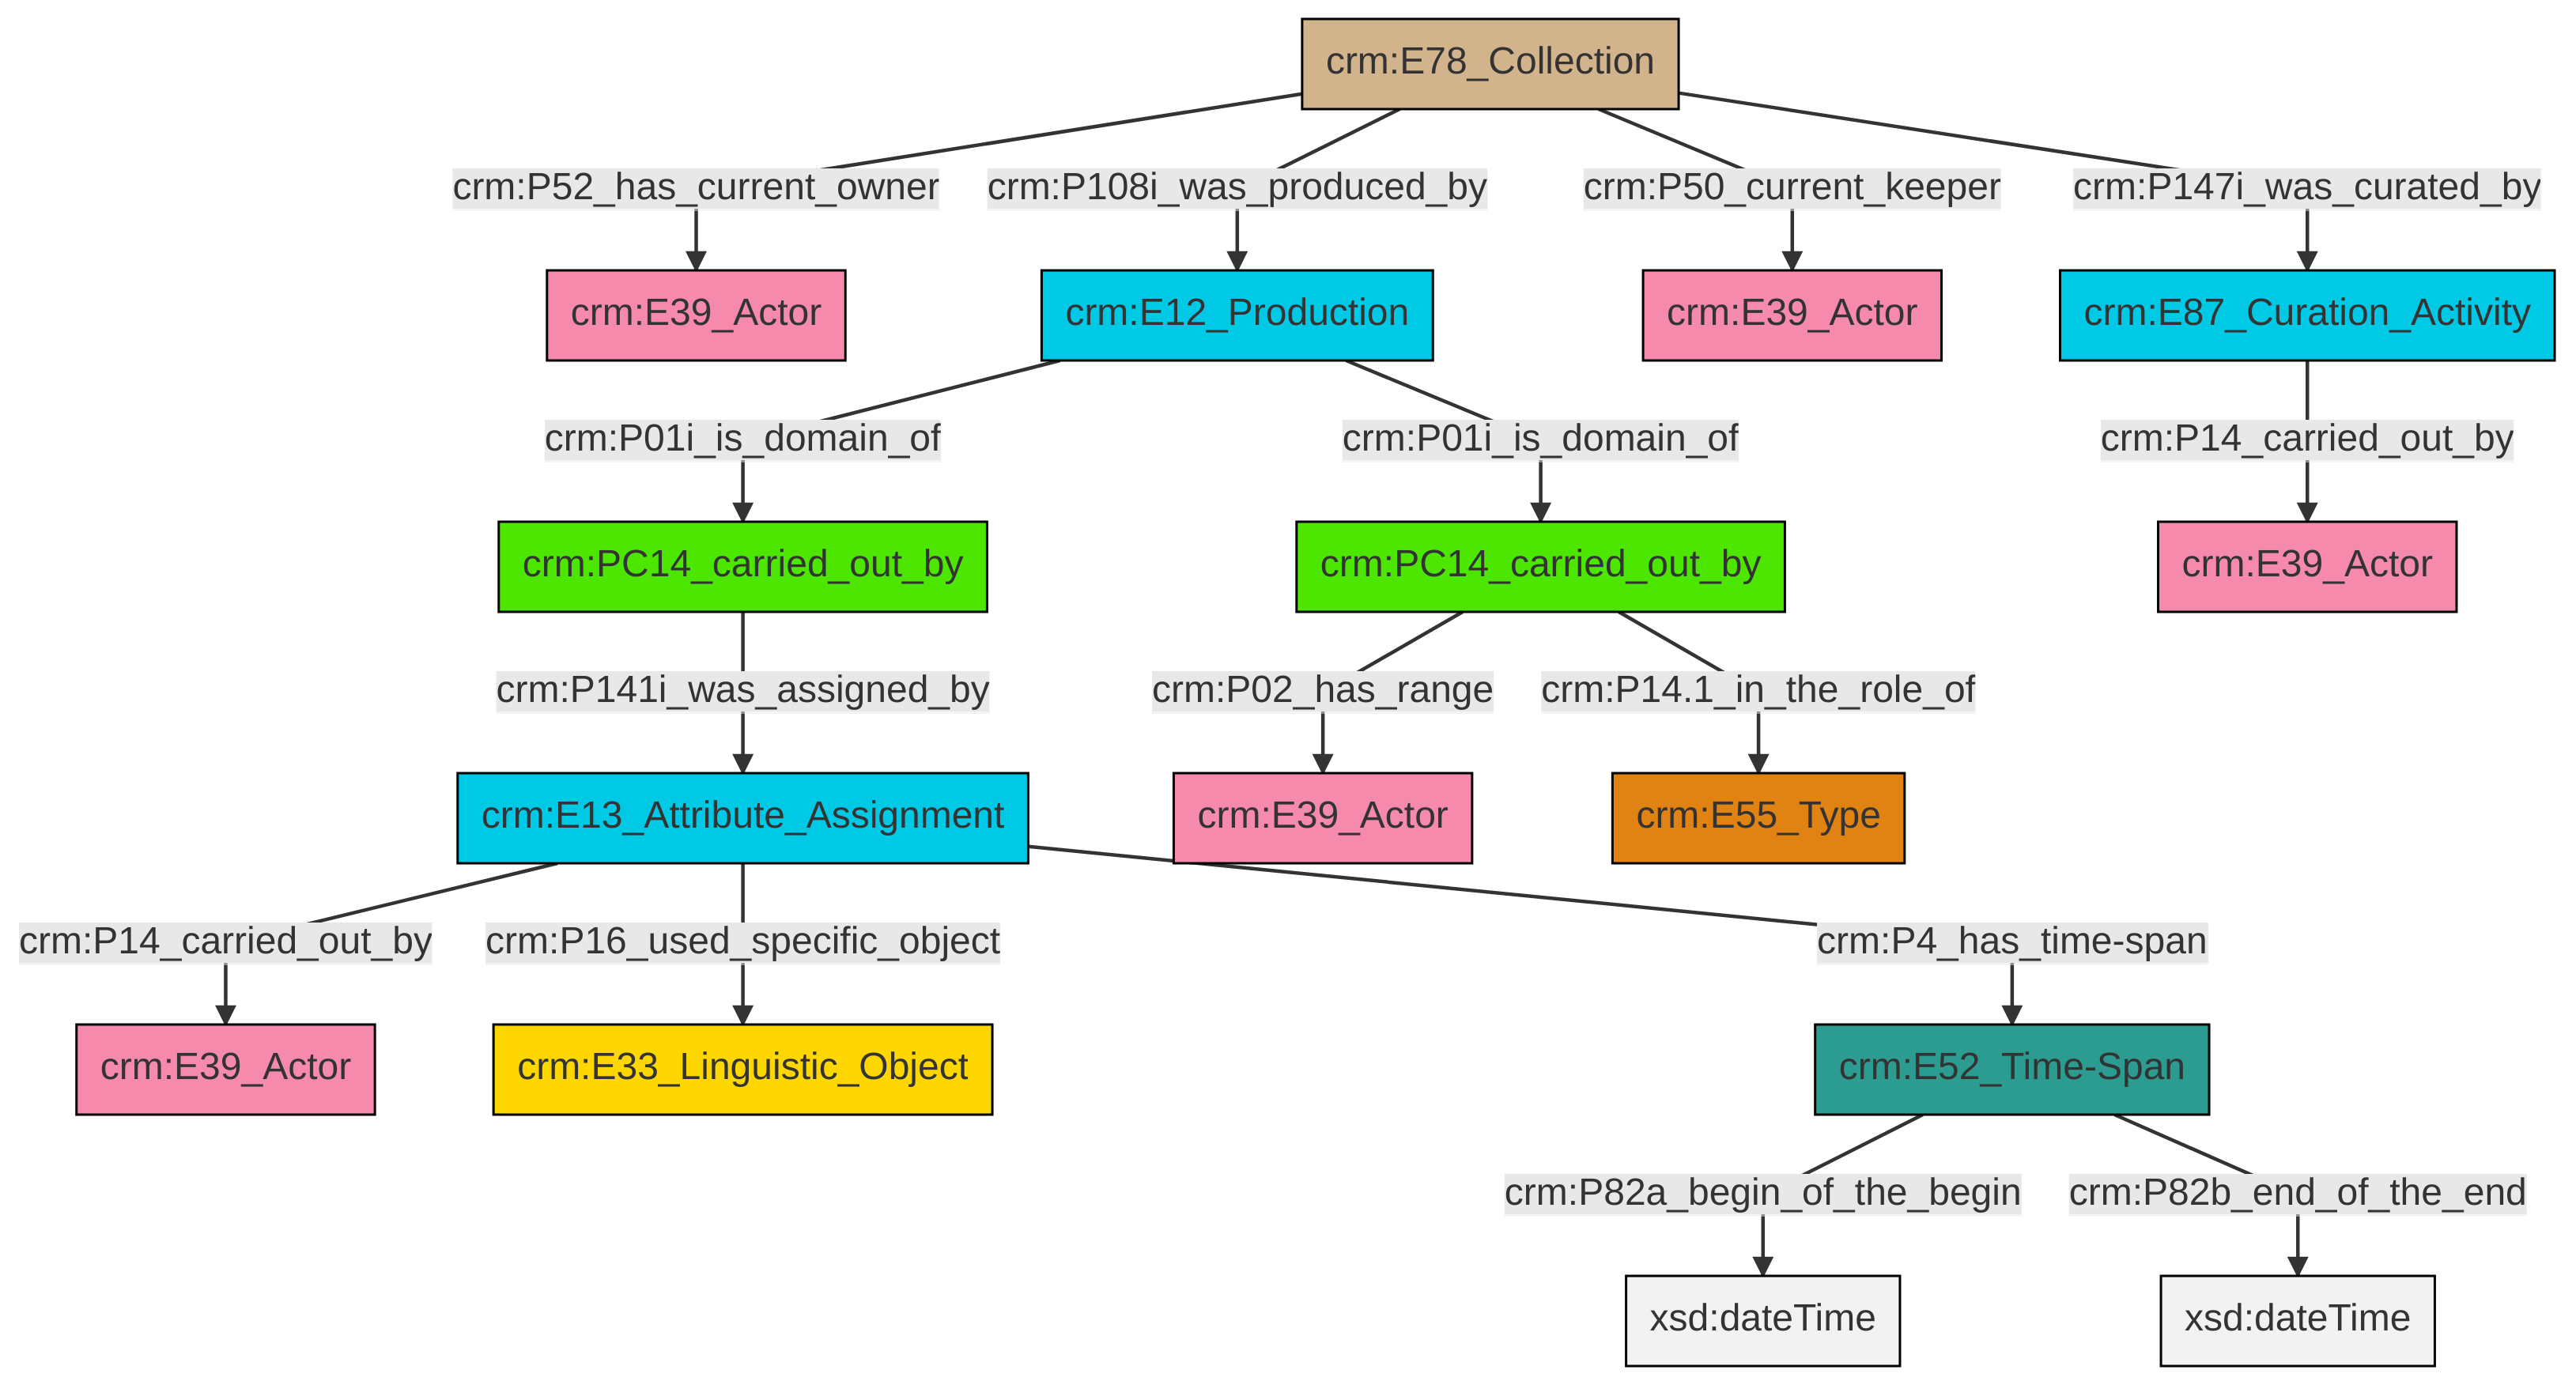 crm:E78_Collection
crm:P52_has_current_owner
crm:P108i_was_produced_by
crm:P50_current_keeper
crm:P147i_was_curated_by
crm:E39_Actor
crm:E12_Production
crm:E39_Actor
crm:E87_Curation_Activity
crm:P01i_is_domain_of
crm:P01i_is_domain_of
crm:P14_carried_out_by
crm:PC14_carried_out_by
crm:PC14_carried_out_by
crm:E39_Actor
crm:P141i_was_assigned_by
crm:P02_has_range
crm:P14.1_in_the_role_of
crm:E13_Attribute_Assignment
crm:E39_Actor
crm:E55_Type
crm:P14_carried_out_by
crm:P16_used_specific_object
crm:P4_has_time-span
crm:E39_Actor
crm:E33_Linguistic_Object
crm:E52_Time-Span
crm:P82a_begin_of_the_begin
crm:P82b_end_of_the_end
xsd:dateTime
xsd:dateTime